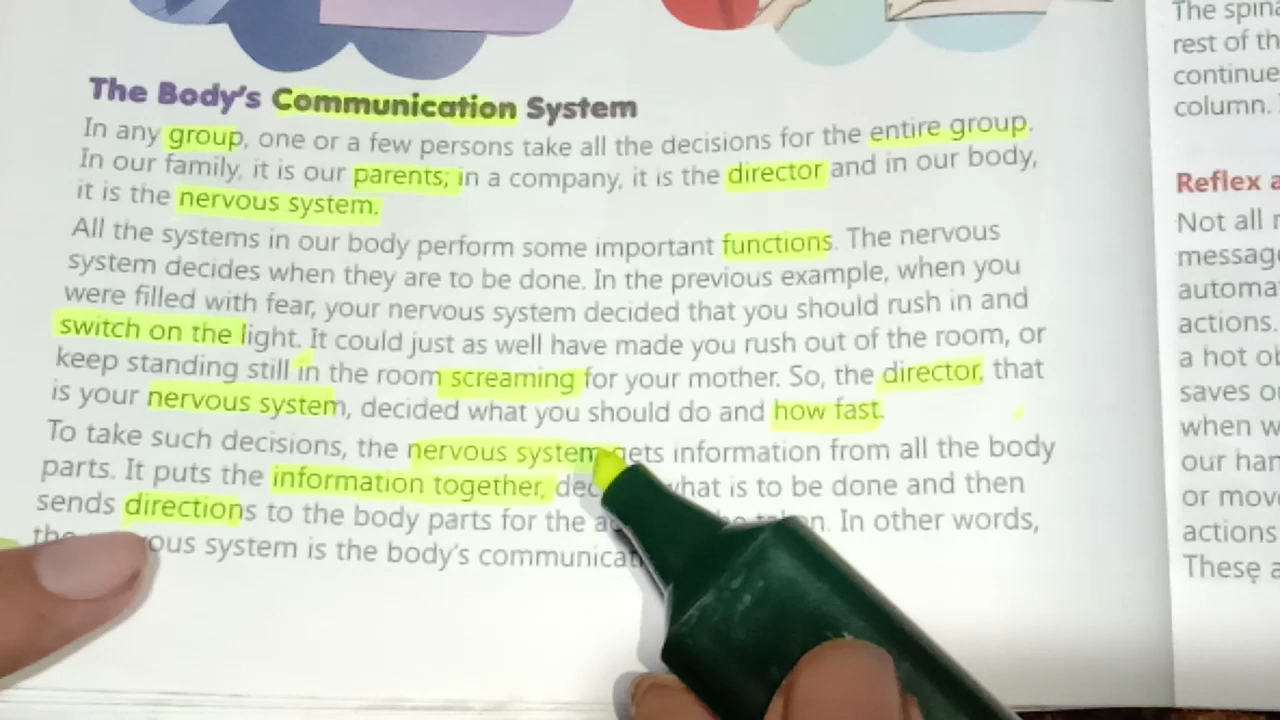 The Body's Communication System
In any group, one or a few persons take all the decisions for the entire group.
In our family, it is our parents; in a company, it is the director and in our body,
it is the nervous system.
All the systems in our body perform some important functions. The nervous
system decides when they are to be done. In the previous example, when you
were filled with fear, your nervous system decided that you should rush in and
switch on the light. It could just as well have made you rush out of the room, or
keep standing still in the room screaming for your mother. So, the director, that
is your nervous system, decided what you should do and how fast.
To take such decisions, the nervous system gets information from all the body
parts. It puts the information together, what is to be done and then
sends directions to the body parts for the In other words,
system is the body's
The
rest of th
continue
column.
Reflex a
Not all
message
automa
actions.
a hot
saves
when
our
or
actions
These